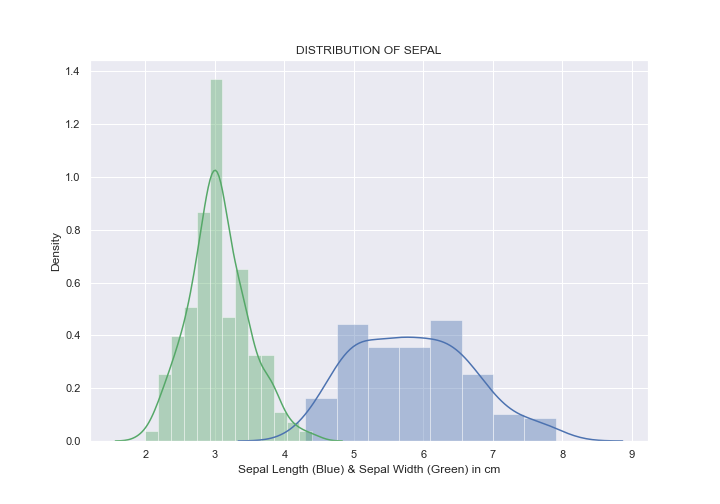 DISTRIBUTION OF SEPAL
1.4
1.2
1.0
0.8
0.6
0.4
0.2
0.0
Density
2 3 4 5 6 7 8 9
Sepal Length (Blue) & Sepal Width (Green) in cm